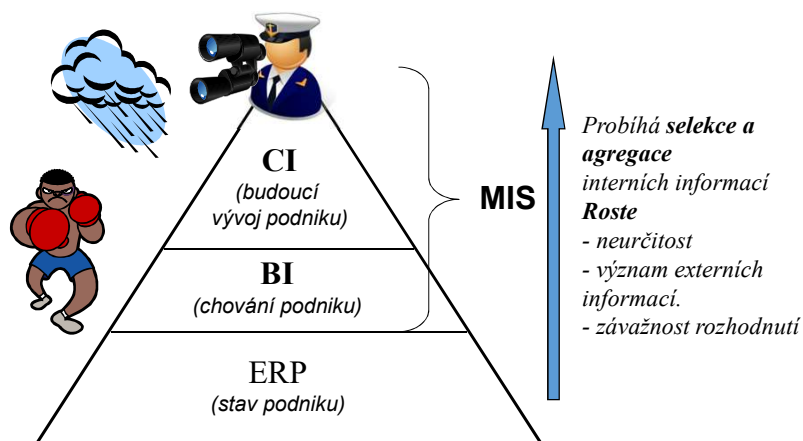 CI
(budoucí
vývoj podniku)
BI
(chování podniku)
ERP
(stav podniku)
MIS
Probíhá selekce a
agregace
interních informací
Roste
- neurčitost
- význam externích
informací.
- závažnost rozhodnutí